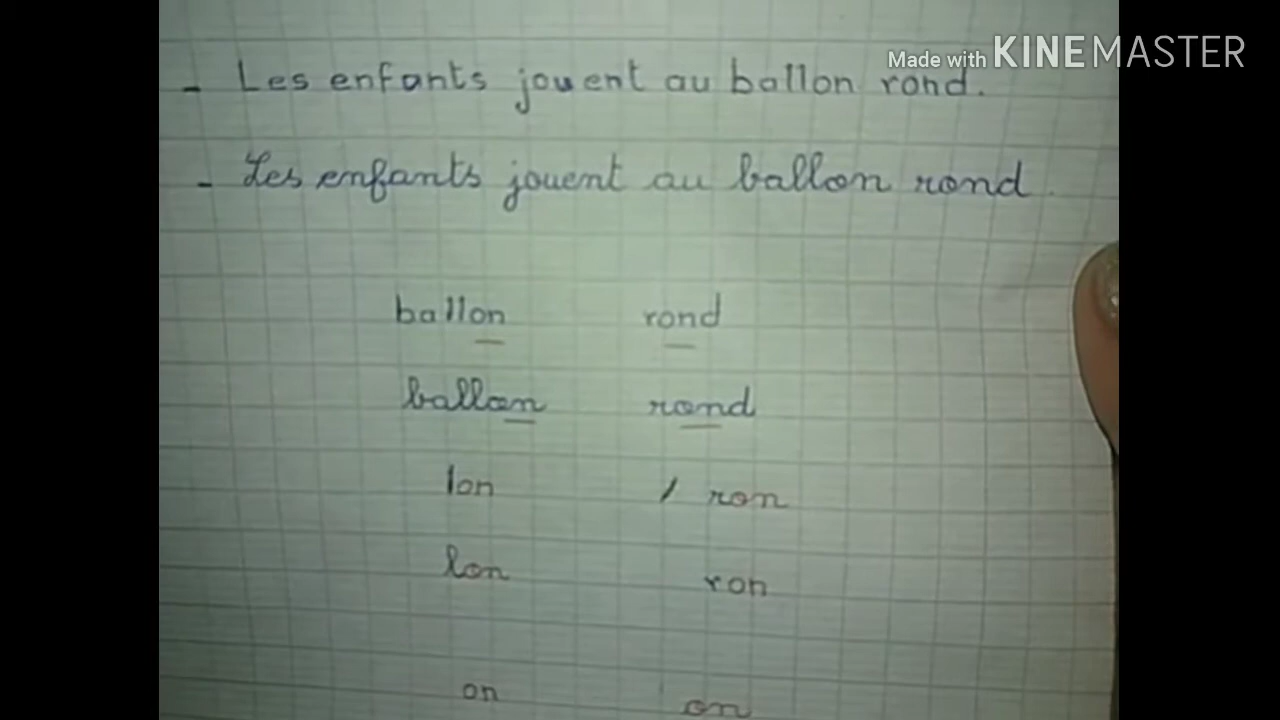 Made with KINEMASTER
- Les enfants jouent au ballon rond.
- Les enfants jouent au ballon rond.
ballon rond
ballon rond
lon / ron
lon ron
on on